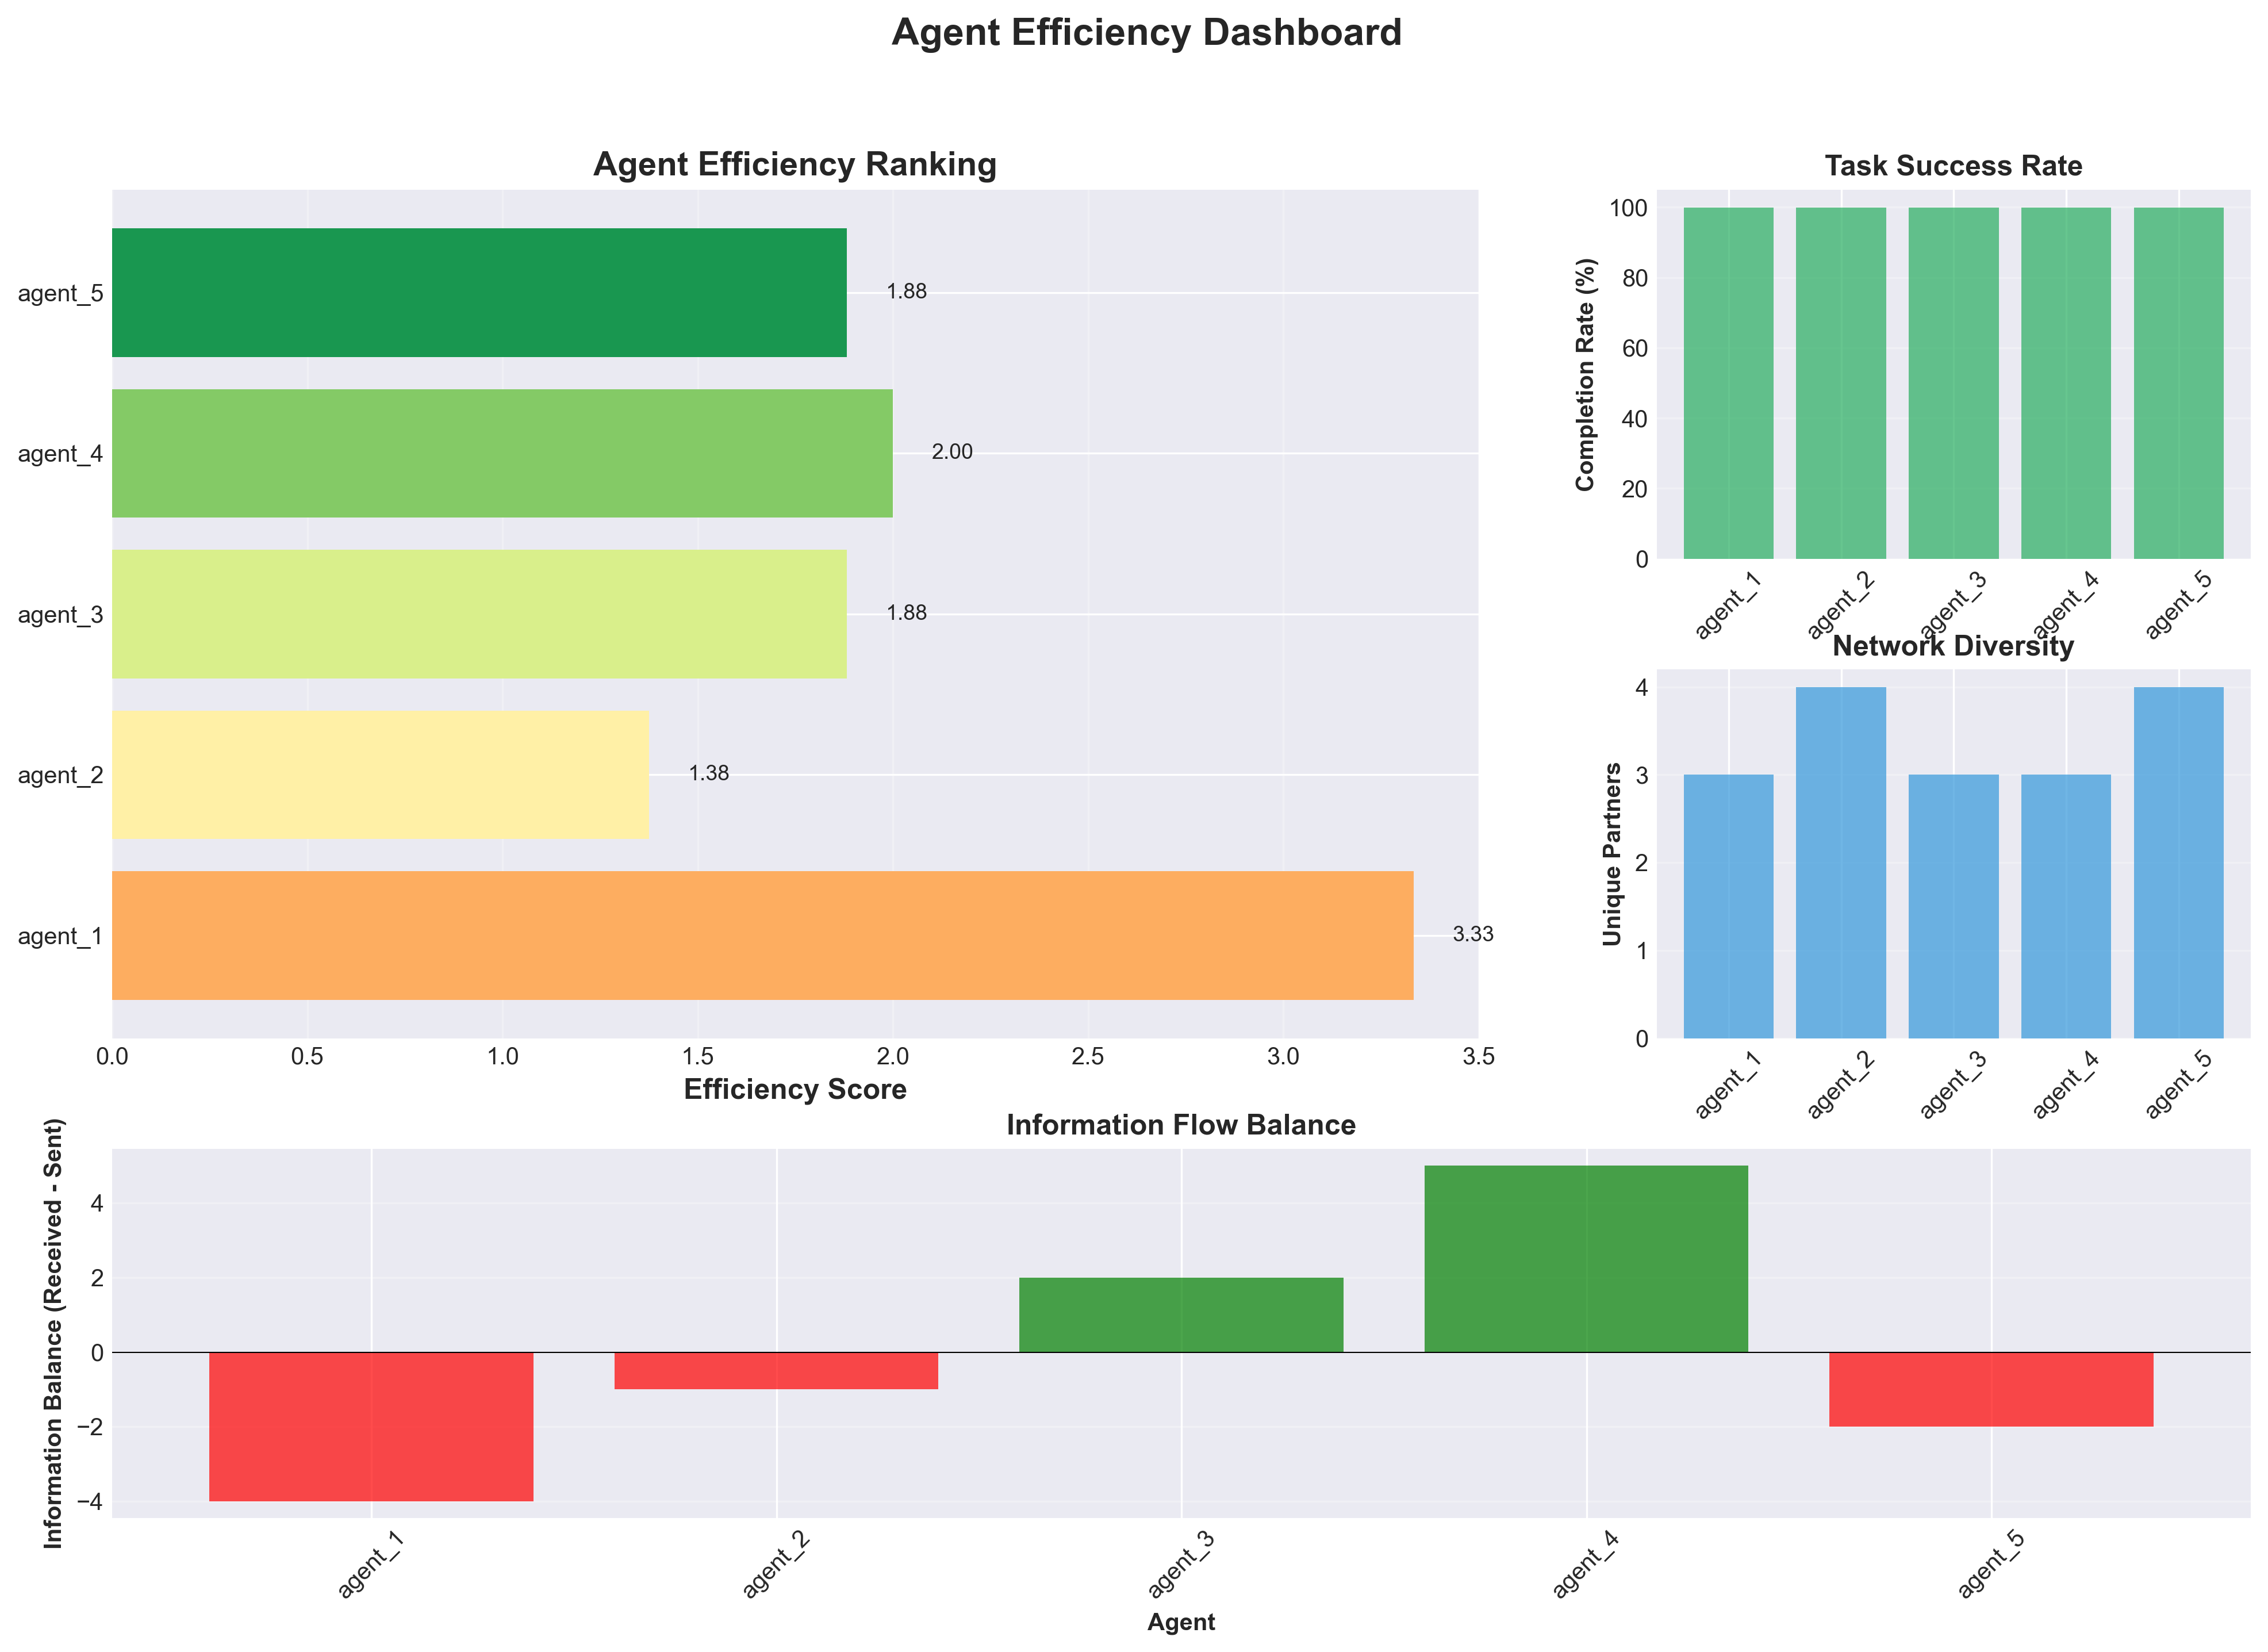 Agent Efficiency Dashboard
Agent Efficiency Ranking
agent_5
1.88
agent_4
2.00
agent_3
1.88
agent_2
1.38
agent_1
3.33
0.0 0.5 1.0 1.5 2.0 2.5 3.0 3.5
Efficiency Score
Task Success Rate
Completion Rate (%)
100
80
60
40
20
0
agent_1 agent_2 agent_3 agent_4 agent_5
Network Diversity
Unique Partners
4
3
2
1
0
agent_1 agent_2 agent_3 agent_4 agent_5
Information Flow Balance
Information Balance (Received - Sent)
4
2
0
−2
−4
agent_1 agent_2 agent_3 agent_4 agent_5
Agent